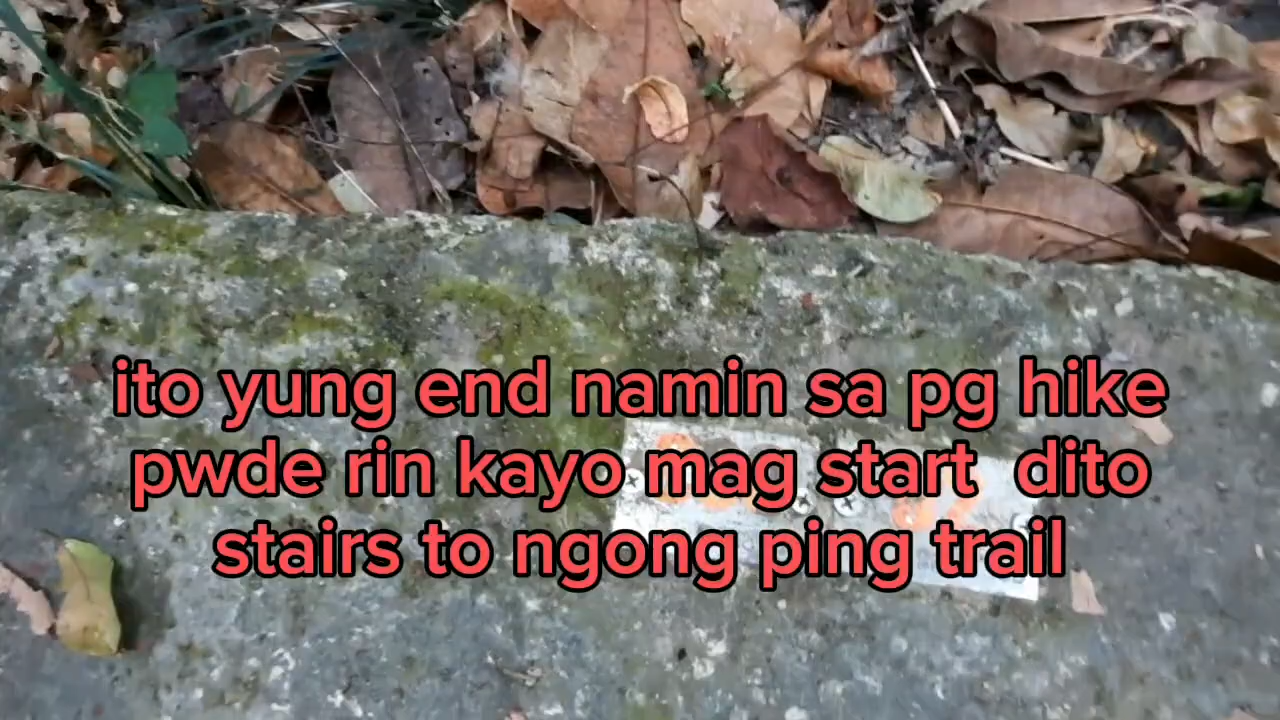 ito yung end namin sa pg hike
pwde rin kayo mag start dito
stairs to ngong ping trail